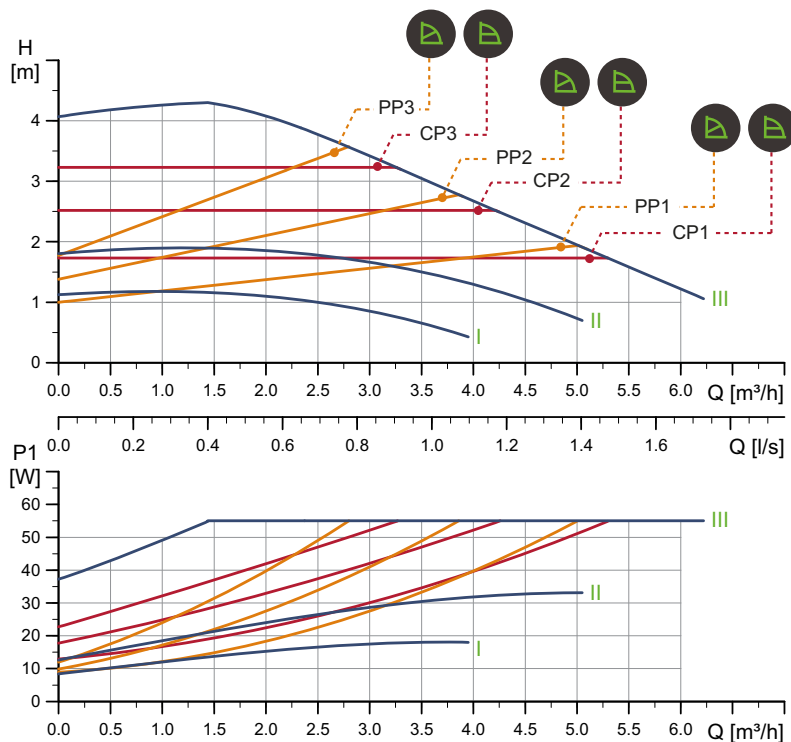 H
[m]
4
3
2
1
0
PP3
CP3
PP2
CP2
PP1
CP1
III
II
I
0.0 0.5 1.0 1.5 2.0 2.5 3.0 3.5 4.0 4.5 5.0 5.5 6.0 Q [m³/h]
0.0 0.2 0.4 0.6 0.8 1.0 1.2 1.4 1.6 Q [l/s]
P1
[W]
60
50
40
30
20
10
0
III
II
I
0.0 0.5 1.0 1.5 2.0 2.5 3.0 3.5 4.0 4.5 5.0 5.5 6.0 Q [m³/h]